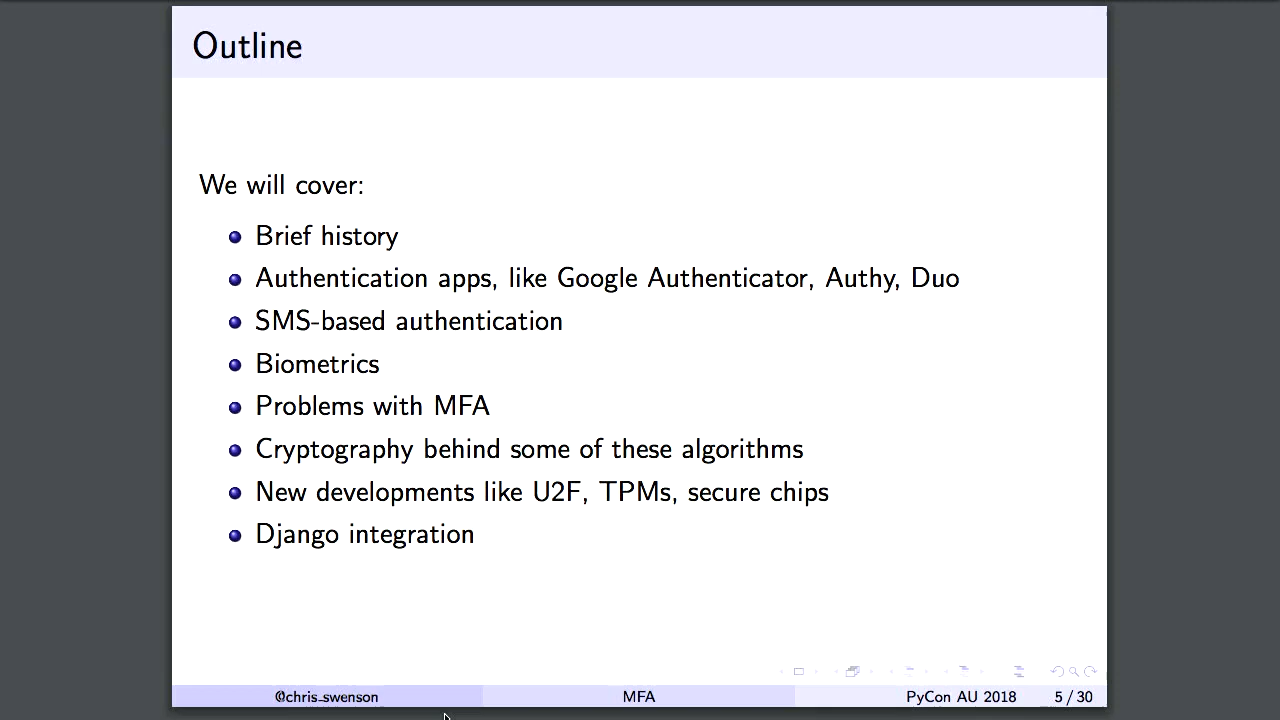 Outline
We will cover:
Brief history
Authentication apps, like Google Authenticator, Authy, Duo
SMS-based authentication
Biometrics
Problems with MFA
Cryptography behind some of these algorithms
New developments like U2F, TPMs, secure chips
Django integration
@chris_swenson MFA PyCon AU 2018 5 / 30